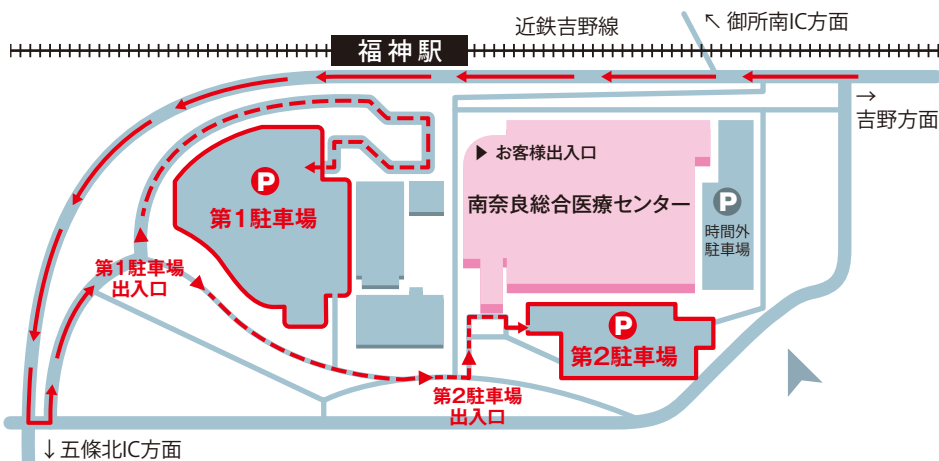 近鉄吉野線
↖ 御所南IC方面
福神駅
→
吉野方面
▶ お客様出入口
南奈良総合医療センター
P
時間外
駐車場
P
第1駐車場
第1駐車場
出入口
P
第2駐車場
第2駐車場
出入口
↓五條北IC方面